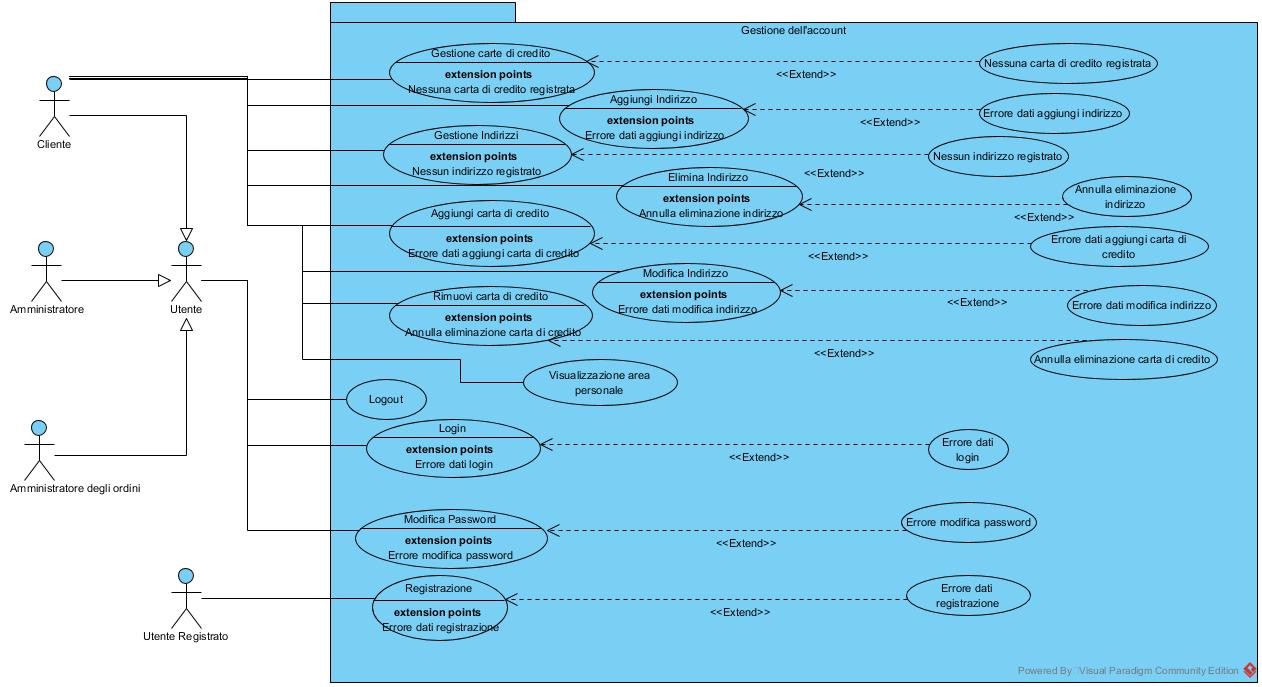 Gestione dell'account
Gestione carte di credito
extension points
Nessuna carta di credito registrata
<<Extend>>
Nessuna carta di credito registrata
Cliente
Aggiungi Indirizzo
extension points
Errore dati aggiungi indirizzo
<<Extend>>
Errore dati aggiungi indirizzo
Gestione Indirizzi
extension points
Nessun indirizzo registrato
<<Extend>>
Nessun indirizzo registrato
Elimina Indirizzo
extension points
Annulla eliminazione indirizzo
<<Extend>>
Annulla eliminazione
indirizzo
Aggiungi carta di credito
extension points
Errore dati aggiungi carta di credito
<<Extend>>
Errore dati aggiungi carta di
credito
Amministratore
Utente
Modifica Indirizzo
extension points
Errore dati modifica indirizzo
<<Extend>>
Errore dati modifica indirizzo
Rimuovi carta di credito
extension points
Annulla eliminazione carta di credito
<<Extend>>
Annulla eliminazione carta di credito
Visualizzazione area
personale
Logout
Login
extension points
Errore dati login
<<Extend>>
Errore dati
login
Amministratore degli ordini
Modifica Password
extension points
Errore modifica password
<<Extend>>
Errore modifica password
Registrazione
extension points
Errore dati registrazione
<<Extend>>
Errore dati
registrazione
Utente Registrato
Powered By Visual Paradigm Community Edition